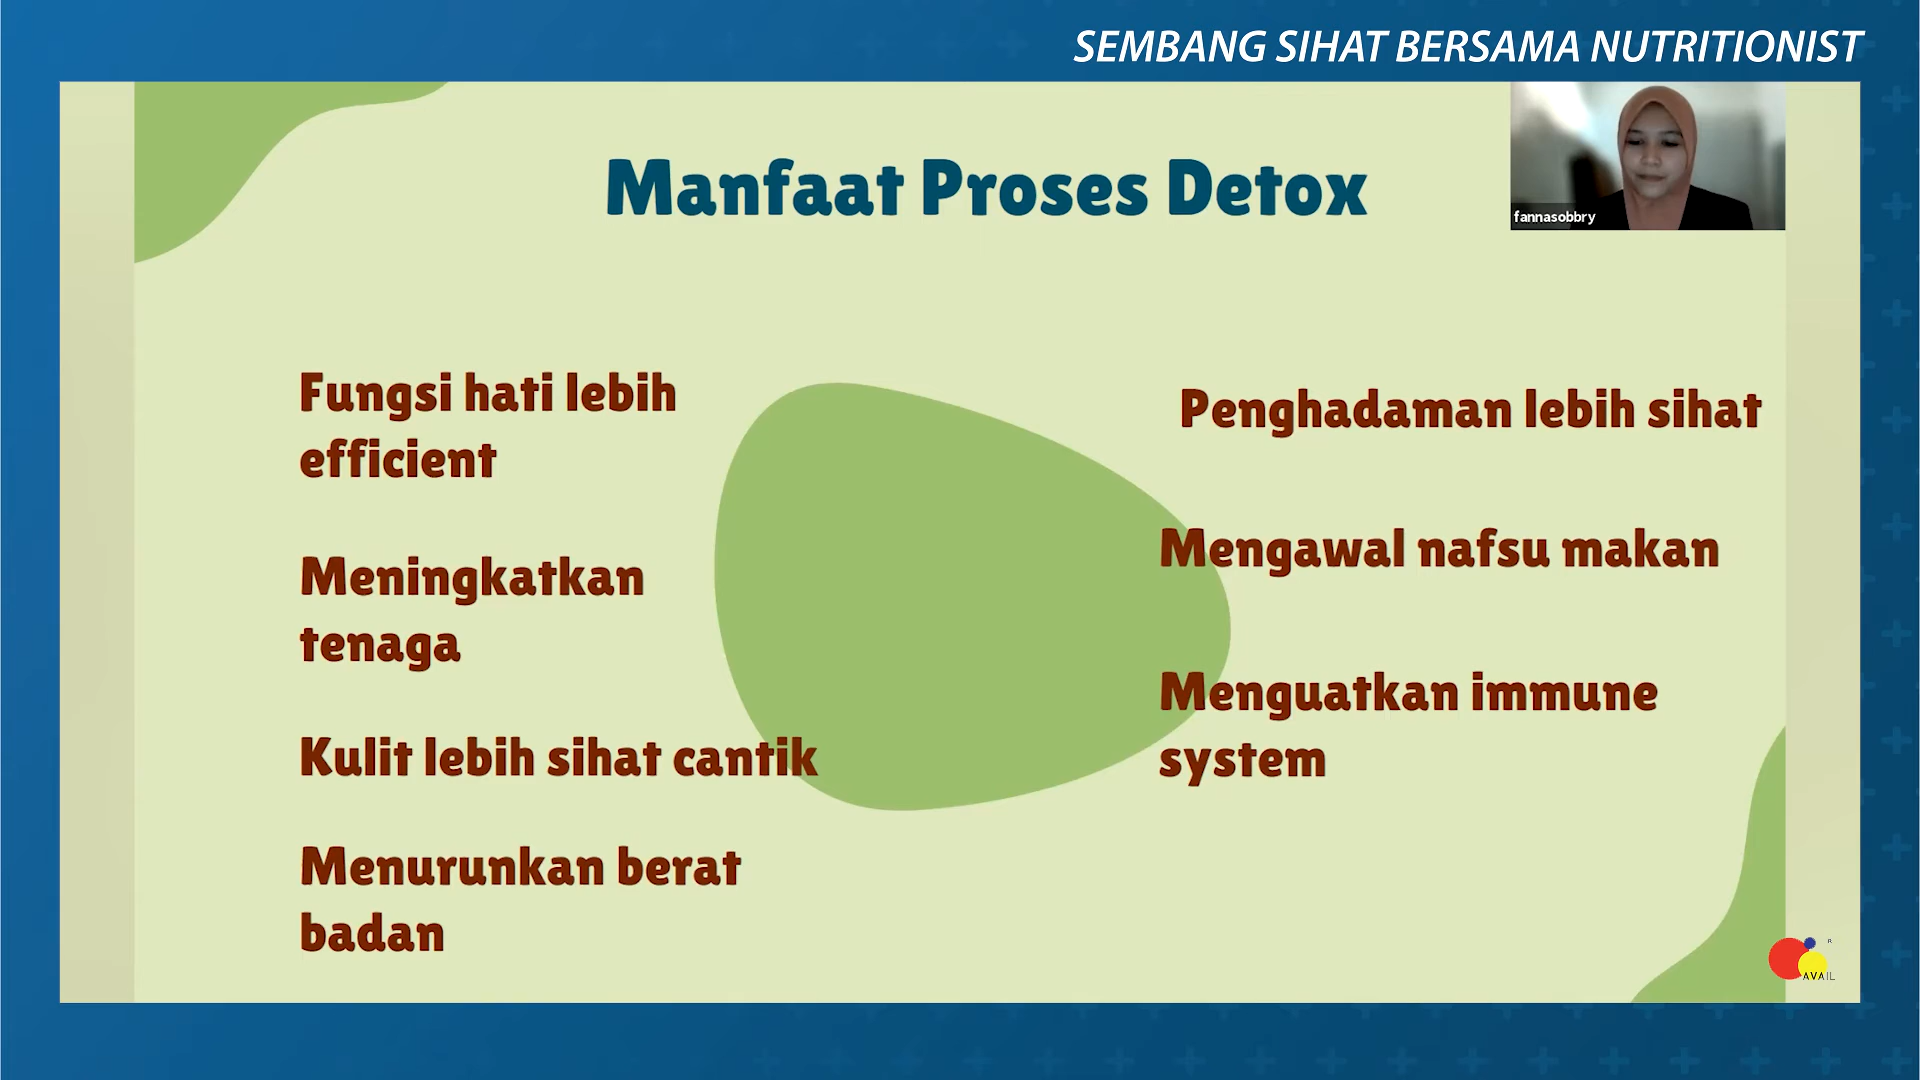 SEMBANG SIHAT BERSAMA NUTRITIONIST
Manfaat Proses Detox
fannasobbry
Fungsi hati lebih
efficient
Meningkatkan
tenaga
Kulit lebih sihat cantik
Menurunkan berat
badan
Penghadaman lebih sihat
Mengawal nafsu makan
Menguatkan immune
system
R
AVAIL